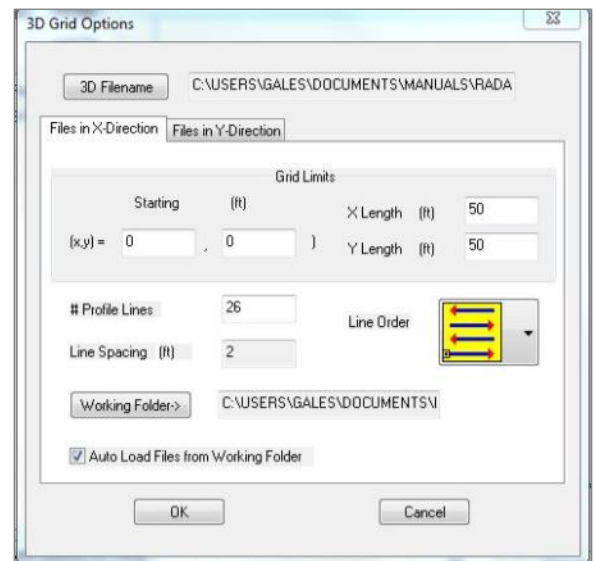 3D Grid Options
3D Filename C:\USERS\GALES\DOCUMENTS\MANUALS\RADA
Files in X-Direction Files in Y-Direction
Grid Limits
Starting (ft) X Length (ft) 50
(x,y) = 0 , 0 ) Y Length (ft) 50
# Profile Lines 26 Line Order
Line Spacing (ft) 2
Working Folder-> C:\USERS\GALES\DOCUMENTS\
Auto Load Files from Working Folder
OK Cancel